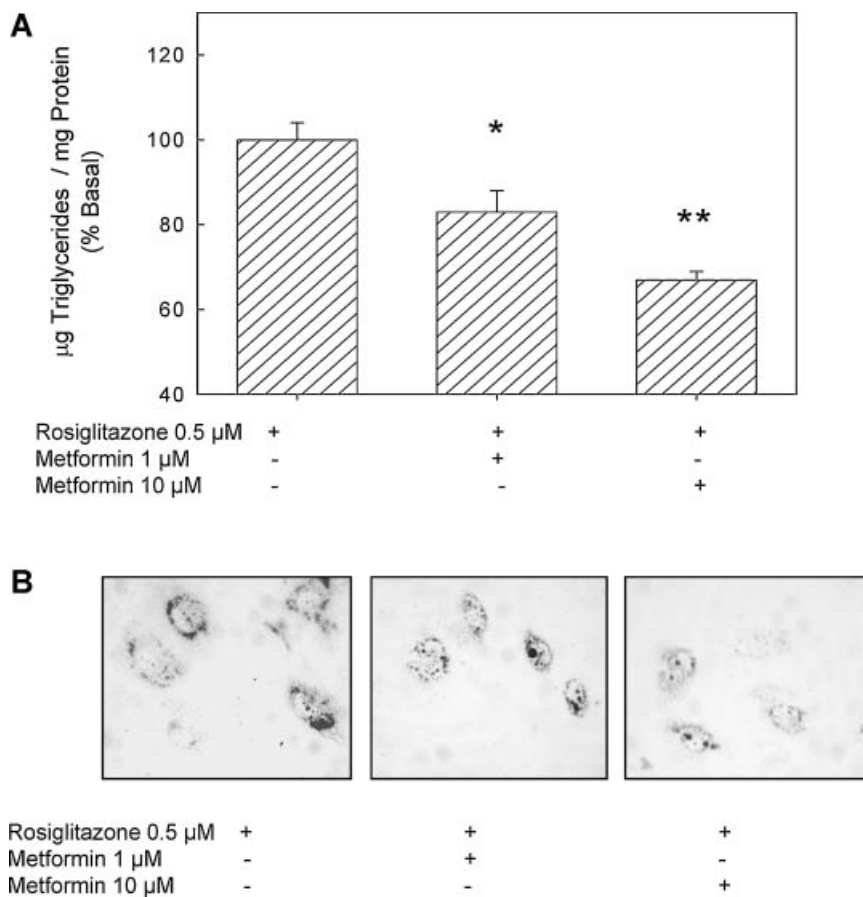 A
µg Triglycerides / mg Protein
(% Basal)
120
100
80
60
40
*
**
Rosiglitazone 0.5 µM + + +
Metformin 1 µM - + -
Metformin 10 µM - - +
B
Rosiglitazone 0.5 µM + + +
Metformin 1 µM - + -
Metformin 10 µM - - +